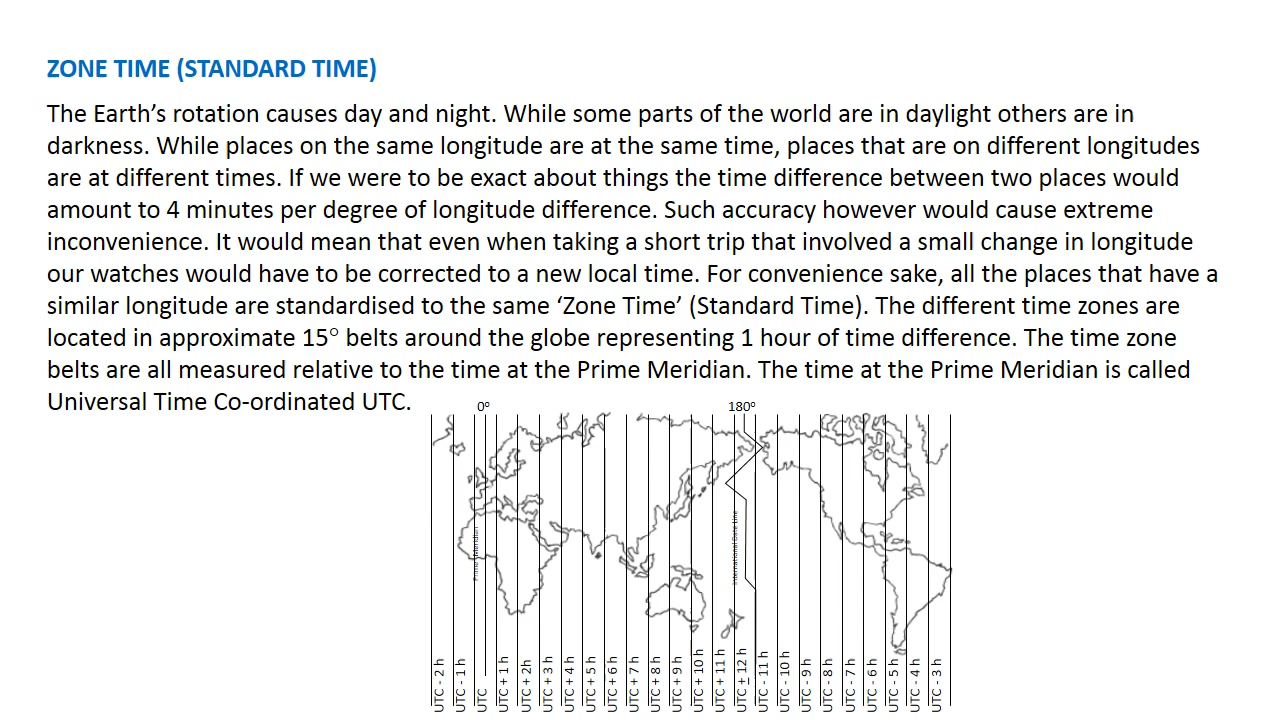 ZONE TIME (STANDARD TIME)
The Earth’s rotation causes day and night. While some parts of the world are in daylight others are in
darkness. While places on the same longitude are at the same time, places that are on different longitudes
are at different times. If we were to be exact about things the time difference between two places would
amount to 4 minutes per degree of longitude difference. Such accuracy however would cause extreme
inconvenience. It would mean that even when taking a short trip that involved a small change in longitude
our watches would have to be corrected to a new local time. For convenience sake, all the places that have a
similar longitude are standardised to the same ‘Zone Time’ (Standard Time). The different time zones are
located in approximate 15° belts around the globe representing 1 hour of time difference. The time zone
belts are all measured relative to the time at the Prime Meridian. The time at the Prime Meridian is called
Universal Time Co-ordinated UTC.
0°
180°
Prime Meridian
International Date Line
UTC - 2 h
UTC - 1 h
UTC
UTC + 1 h
UTC + 2h
UTC + 3 h
UTC + 4 h
UTC + 5 h
UTC + 6 h
UTC + 7 h
UTC + 8 h
UTC + 9 h
UTC + 10 h
UTC + 11 h
UTC ± 12 h
UTC - 11 h
UTC - 10 h
UTC - 9 h
UTC - 8 h
UTC - 7 h
UTC - 6 h
UTC - 5 h
UTC - 4 h
UTC - 3 h